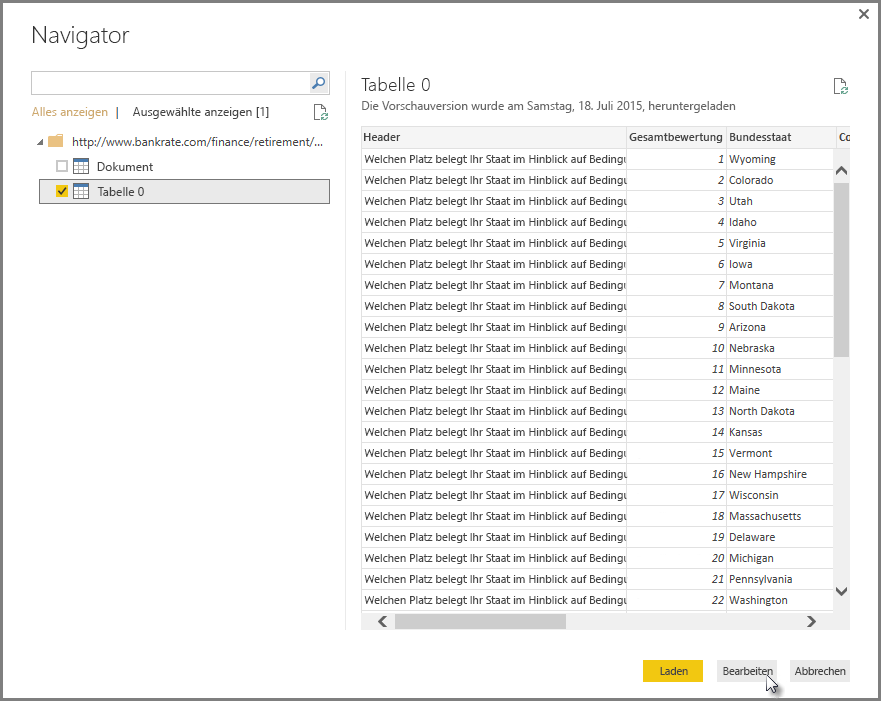 Navigator
Alles anzeigen | Ausgewählte anzeigen [1]
http://www.bankrate.com/finance/retirement/...
Dokument
Tabelle 0
Tabelle 0
Die Vorschauversion wurde am Samstag, 18. Juli 2015, heruntergeladen
Header Gesamtbewertung Bundesstaat Co
Welchen Platz belegt Ihr Staat im Hinblick auf Bedingu 1 Wyoming
Welchen Platz belegt Ihr Staat im Hinblick auf Bedingu 2 Colorado
Welchen Platz belegt Ihr Staat im Hinblick auf Bedingu 3 Utah
Welchen Platz belegt Ihr Staat im Hinblick auf Bedingu 4 Idaho
Welchen Platz belegt Ihr Staat im Hinblick auf Bedingu 5 Virginia
Welchen Platz belegt Ihr Staat im Hinblick auf Bedingu 6 Iowa
Welchen Platz belegt Ihr Staat im Hinblick auf Bedingu 7 Montana
Welchen Platz belegt Ihr Staat im Hinblick auf Bedingu 8 South Dakota
Welchen Platz belegt Ihr Staat im Hinblick auf Bedingu 9 Arizona
Welchen Platz belegt Ihr Staat im Hinblick auf Bedingu 10 Nebraska
Welchen Platz belegt Ihr Staat im Hinblick auf Bedingu 11 Minnesota
Welchen Platz belegt Ihr Staat im Hinblick auf Bedingu 12 Maine
Welchen Platz belegt Ihr Staat im Hinblick auf Bedingu 13 North Dakota
Welchen Platz belegt Ihr Staat im Hinblick auf Bedingu 14 Kansas
Welchen Platz belegt Ihr Staat im Hinblick auf Bedingu 15 Vermont
Welchen Platz belegt Ihr Staat im Hinblick auf Bedingu 16 New Hampshire
Welchen Platz belegt Ihr Staat im Hinblick auf Bedingu 17 Wisconsin
Welchen Platz belegt Ihr Staat im Hinblick auf Bedingu 18 Massachusetts
Welchen Platz belegt Ihr Staat im Hinblick auf Bedingu 19 Delaware
Welchen Platz belegt Ihr Staat im Hinblick auf Bedingu 20 Michigan
Welchen Platz belegt Ihr Staat im Hinblick auf Bedingu 21 Pennsylvania
Welchen Platz belegt Ihr Staat im Hinblick auf Bedingu 22 Washington
Laden Bearbeiten Abbrechen